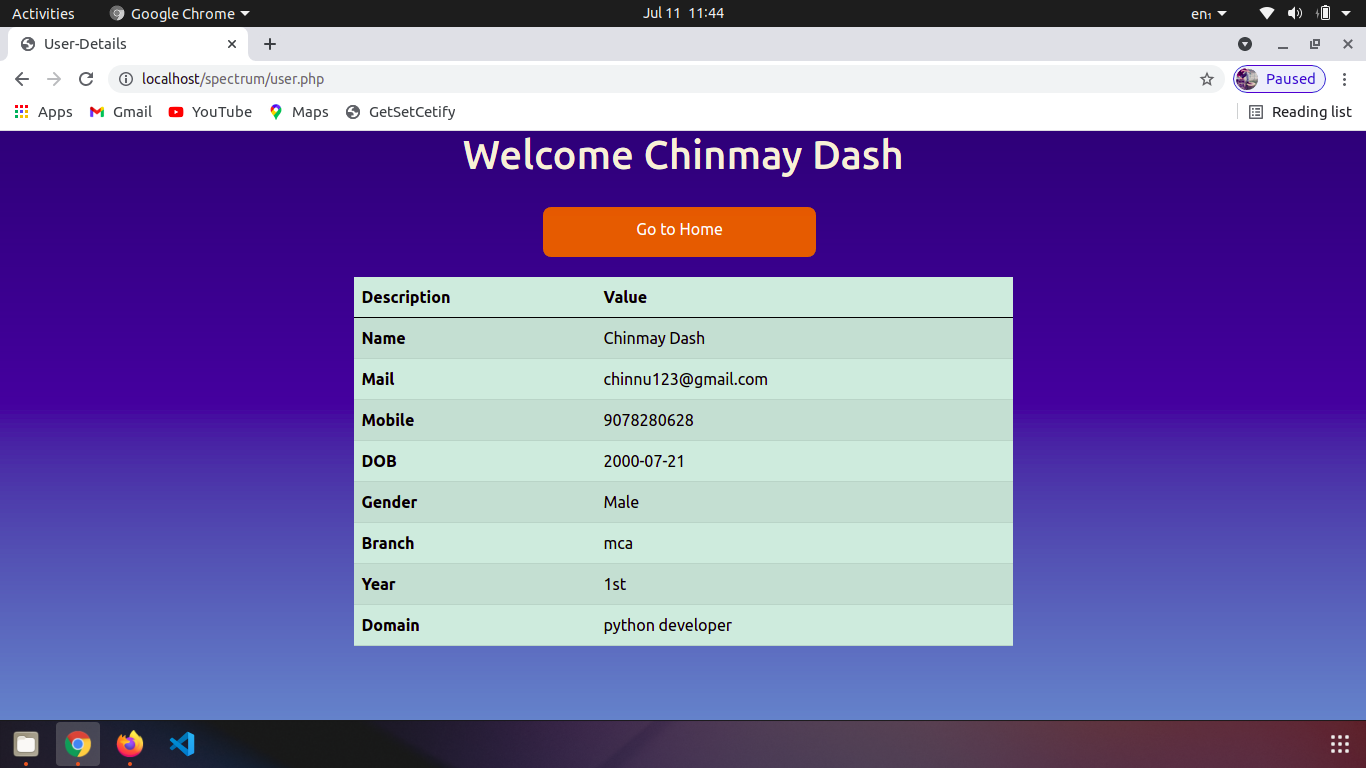 Activities Google Chrome Jul 11 11:44 en₁
User-Details
localhost/spectrum/user.php Paused
Apps Gmail YouTube Maps GetSetCetify Reading list
Welcome Chinmay Dash
Go to Home
Description Value
Name Chinmay Dash
Mail chinnu123@gmail.com
Mobile 9078280628
DOB 2000-07-21
Gender Male
Branch mca
Year 1st
Domain python developer